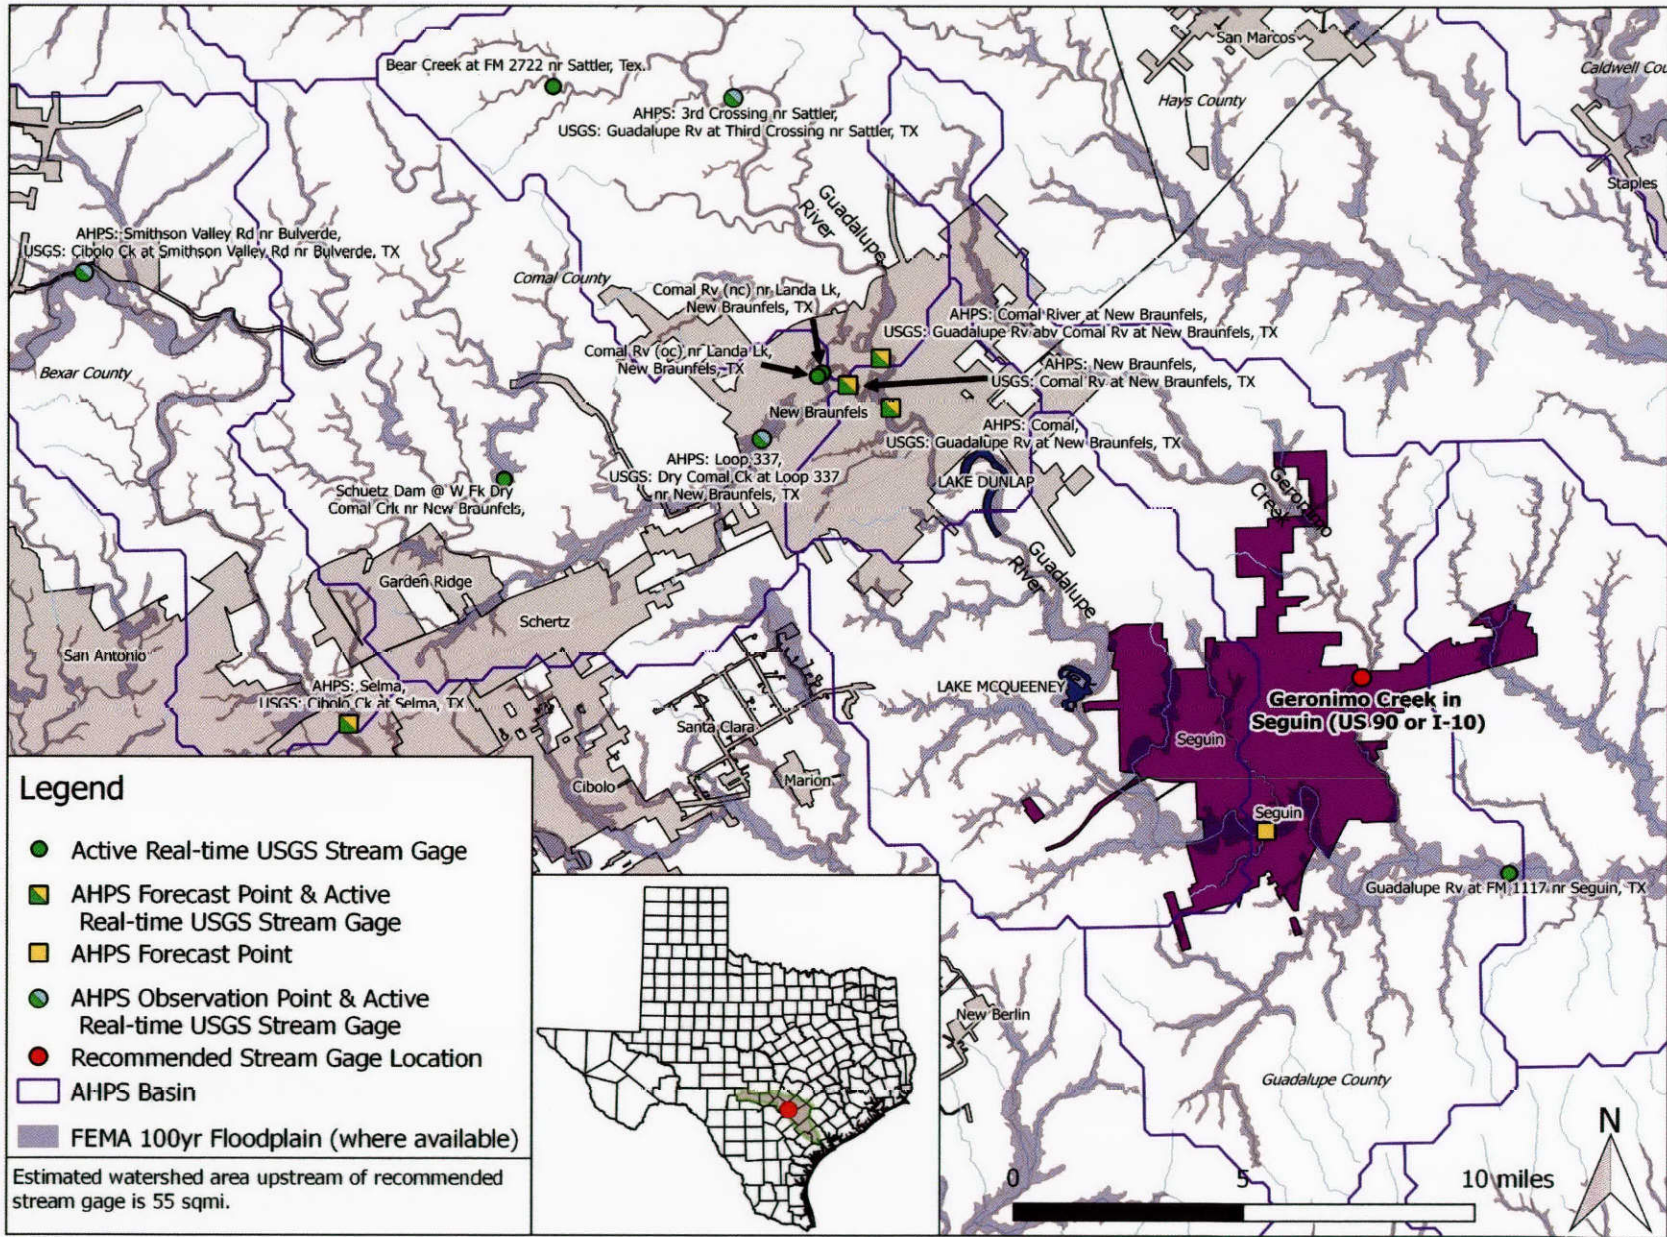 San Marcos
Caldwell Cou
Bear Creek at FM 2722 nr Sattler, Tex.
Hays County
AHPS: 3rd Crossing nr Sattler,
USGS: Guadalupe Rv at Third Crossing nr Sattler, TX
Staples
Guadalupe
River
AHPS: Smithson Valley Rd nr Bulverde,
USGS: Cibolo Ck at Smithson Valley Rd nr Bulverde, TX
Comal County
Comal Rv (nc) nr Landa Lk,
New Braunfels, TX
AHPS: Comal River at New Braunfels,
USGS: Guadalupe Rv abv Comal Rv at New Braunfels, TX
Comal Rv (oc) nr Landa Lk,
New Braunfels, TX
AHPS: New Braunfels,
USGS: Comal Rv at New Braunfels, TX
Bexar County
New Braunfels
AHPS: Comal,
USGS: Guadalupe Rv at New Braunfels, TX
AHPS: Loop 337,
USGS: Dry Comal Ck at Loop 337
nr New Braunfels, TX
LAKE DUNLAP
Schuetz Dam @ W Fk Dry
Comal Crk nr New Braunfels,
Geronimo
Creek
Guadalupe
River
Garden Ridge
Schertz
San Antonio
AHPS: Selma,
USGS: Cibolo Ck at Selma, TX
LAKE MCQUEENEY
Geronimo Creek in
Seguin (US 90 or I-10)
Santa Clara
Seguin
Cibolo
Marion
Seguin
Guadalupe Rv at FM 1117 nr Seguin, TX
New Berlin
Guadalupe County
Legend
Active Real-time USGS Stream Gage
AHPS Forecast Point & Active
Real-time USGS Stream Gage
AHPS Forecast Point
AHPS Observation Point & Active
Real-time USGS Stream Gage
Recommended Stream Gage Location
AHPS Basin
FEMA 100yr Floodplain (where available)
Estimated watershed area upstream of recommended
stream gage is 55 sqmi.
N
0 5 10 miles